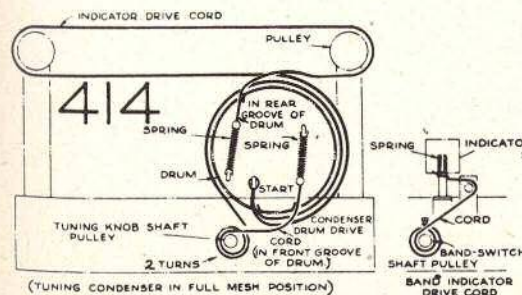 INDICATOR DRIVE CORD
PULLEY
414
IN REAR
GROOVE OF
DRUM
SPRING
SPRING
DRUM
START
CONDENSER
DRUM DRIVE
CORD
(IN FRONT GROOVE
OF DRUM)
TUNING KNOB SHAFT
PULLEY
2 TURNS
(TUNING CONDENSER IN FULL MESH POSITION)
SPRING
INDICATOR
CORD
BAND-SWITCH
SHAFT PULLEY
BAND INDICATOR
DRIVE CORD